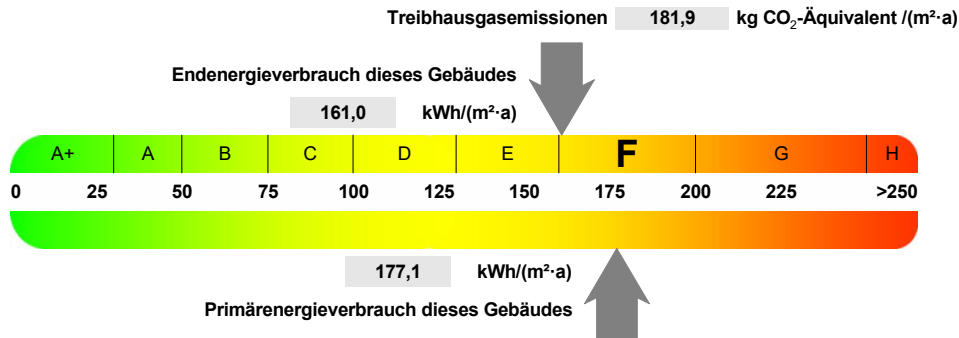 Treibhausgasemissionen 181,9 kg CO₂-Äquivalent /(m²·a)
Endenergieverbrauch dieses Gebäudes
161,0 kWh/(m²·a)
A+ A B C D E F G H
0 25 50 75 100 125 150 175 200 225 >250
177,1 kWh/(m²·a)
Primärenergieverbrauch dieses Gebäudes